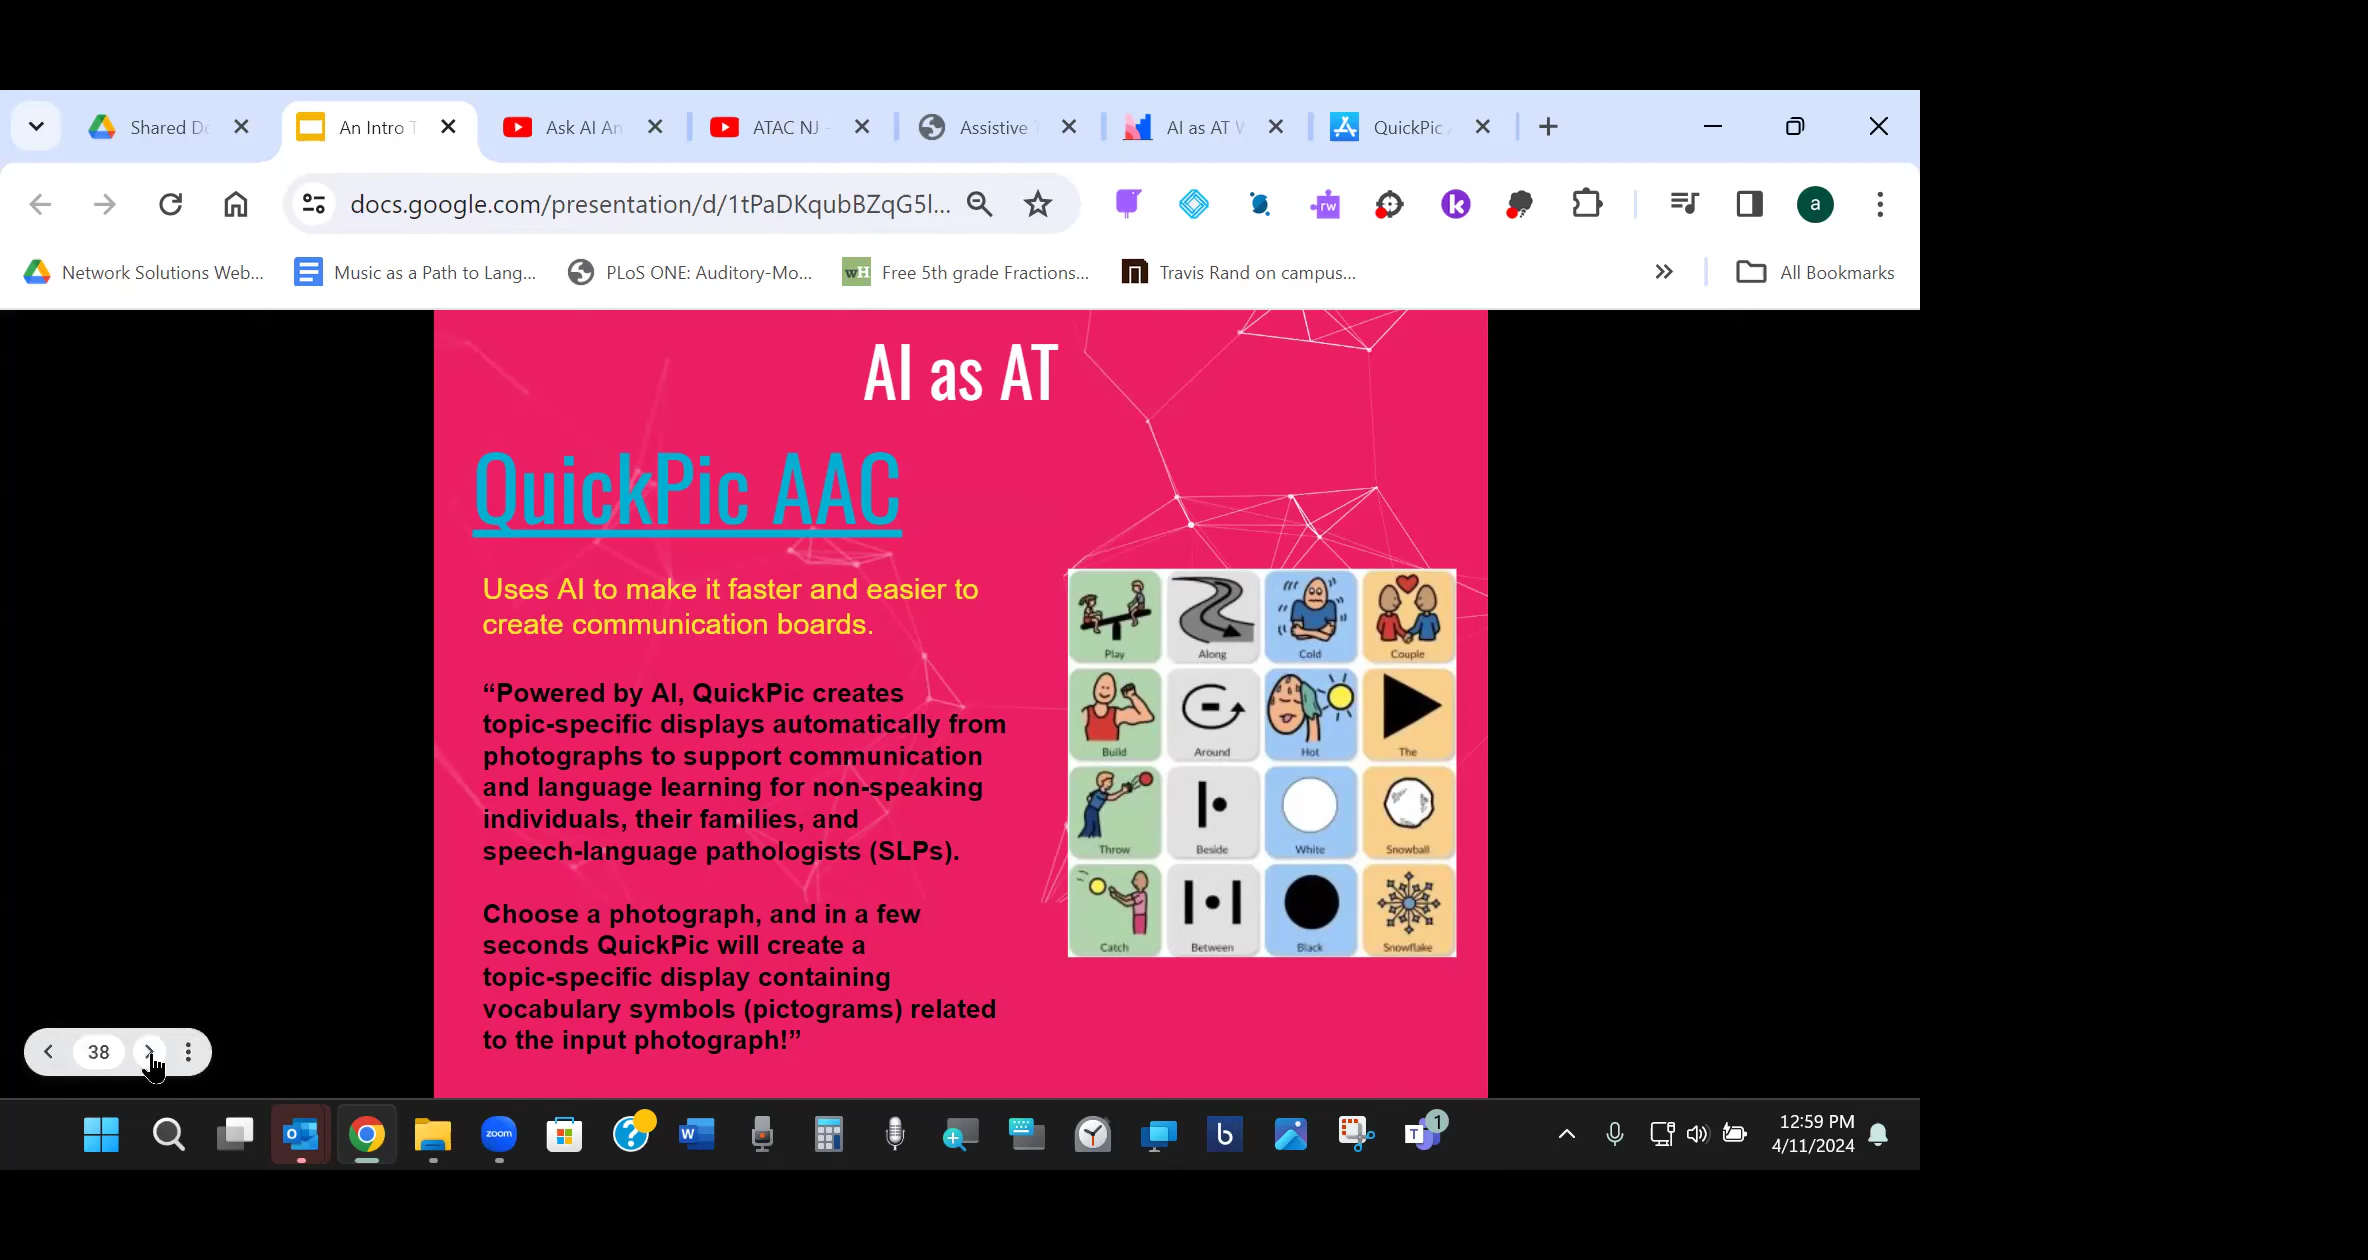 Shared Dc
An Intro T
Ask AI An
ATAC NJ -
Assistive T
AI as AT W
QuickPic A
docs.google.com/presentation/d/1tPaDKqubBZqG5l...
rw
k
a
Network Solutions Web...
Music as a Path to Lang...
PLoS ONE: Auditory-Mo...
wH
Free 5th grade Fractions...
Travis Rand on campus...
All Bookmarks
AI as AT
QuickPic AAC
Uses AI to make it faster and easier to
create communication boards.
“Powered by AI, QuickPic creates
topic-specific displays automatically from
photographs to support communication
and language learning for non-speaking
individuals, their families, and
speech-language pathologists (SLPs).
Choose a photograph, and in a few
seconds QuickPic will create a
topic-specific display containing
vocabulary symbols (pictograms) related
to the input photograph!”
Play Along Cold Couple
Build Around Hot The
Throw Beside White Snowball
Catch Between Black Snowflake
38
zoom
W
b
T
1
12:59 PM
4/11/2024